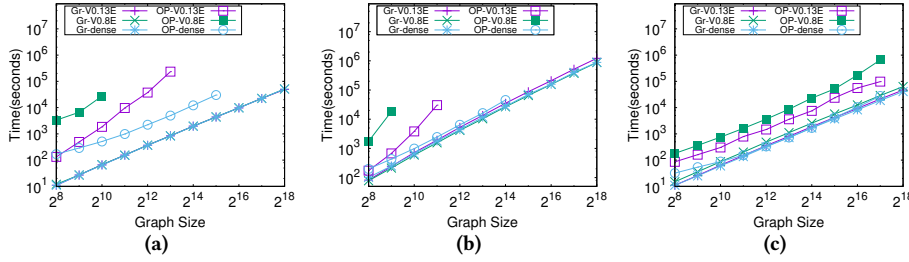 Gr-V0.13E OP-V0.13E
Gr-V0.8E OP-V0.8E
Gr-dense OP-dense
Time(seconds)
10^7
10^6
10^5
10^4
10^3
10^2
10^1
2^8 2^10 2^12 2^14 2^16 2^18
Graph Size
(a)
Gr-V0.13E OP-V0.13E
Gr-V0.8E OP-V0.8E
Gr-dense OP-dense
Time(seconds)
10^7
10^6
10^5
10^4
10^3
10^2
2^8 2^10 2^12 2^14 2^16 2^18
Graph Size
(b)
Gr-V0.13E OP-V0.13E
Gr-V0.8E OP-V0.8E
Gr-dense OP-dense
Time(seconds)
10^7
10^6
10^5
10^4
10^3
10^2
10^1
2^8 2^10 2^12 2^14 2^16 2^18
Graph Size
(c)